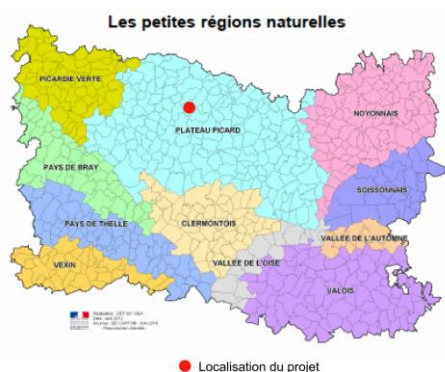 Les petites régions naturelles
PICARDIE VERTE
PLATEAU PICARD
NOYONNAIS
PAYS DE BRAY
SOISSONNAIS
PAYS DE THELLE
CLERMONTOIS
VALLEE DE L'AUTOMNE
VEXIN
VALLEE DE L'OISE
VALOIS
Localisation du projet